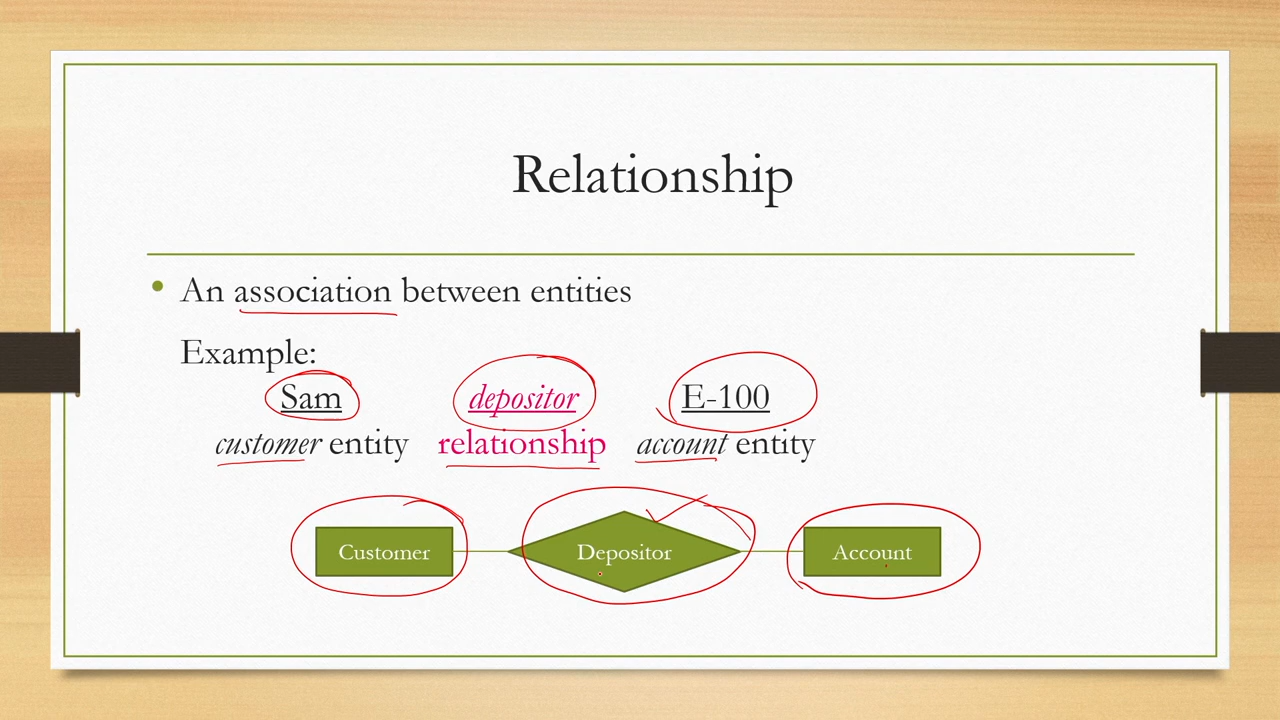 Relationship
• An association between entities
Example:
Sam depositor E-100
customer entity relationship account entity
Customer Depositor Account